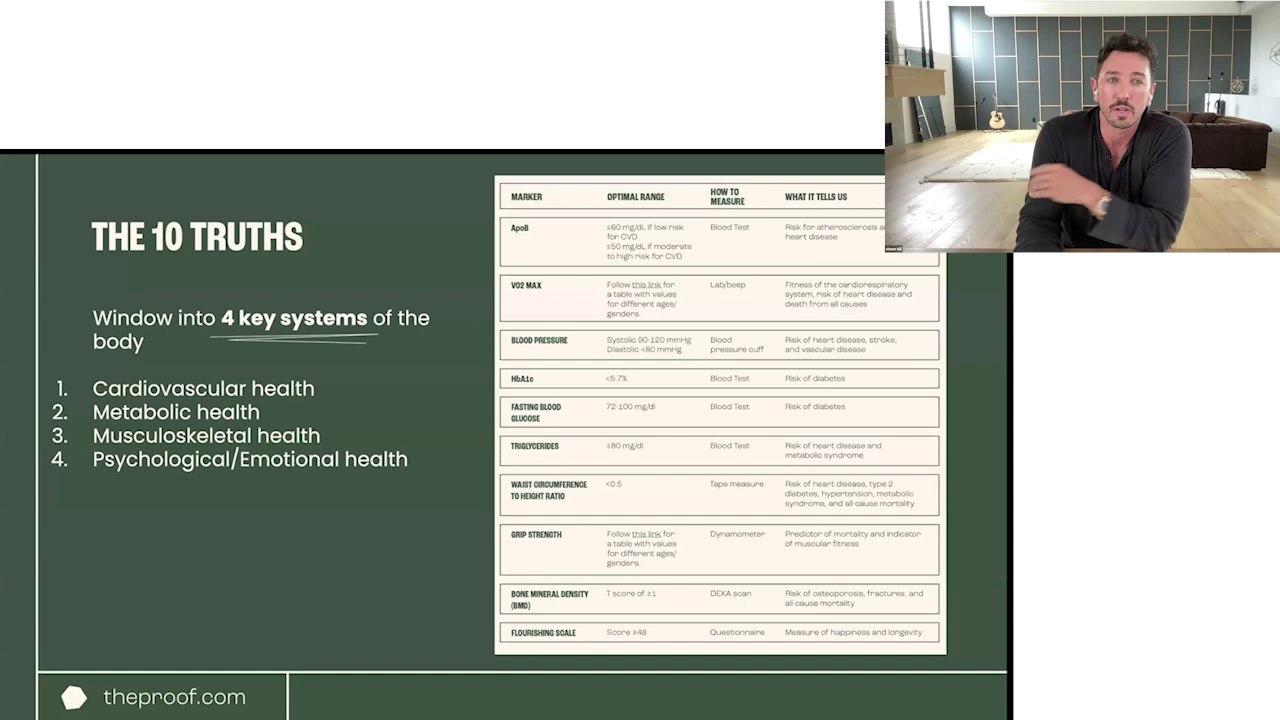 THE 10 TRUTHS
Window into 4 key systems of the
body
1. Cardiovascular health
2. Metabolic health
3. Musculoskeletal health
4. Psychological/Emotional health
MARKER
OPTIMAL RANGE
HOW TO
MEASURE
WHAT IT TELLS US
ApoB
≤60 mg/dL if low risk
for CVD
≤50 mg/dL if moderate
to high risk for CVD
Blood Test
Risk for atherosclerosis
heart disease
VO2 MAX
Follow this link for
a table with values
for different ages/
genders.
Lab/beep
Fitness of the cardiorespiratory
system, risk of heart disease and
death from all causes
BLOOD PRESSURE
Systolic 90-120 mmHg
Diastolic <80 mmHg
Blood
pressure cuff
Risk of heart disease, stroke,
and vascular disease
HbA1c
<5.7%
Blood Test
Risk of diabetes
FASTING BLOOD
GLUCOSE
72-100 mg/dl
Blood Test
Risk of diabetes
TRIGLYCERIDES
≤80 mg/dl
Blood Test
Risk of heart disease and
metabolic syndrome
WAIST CIRCUMFERENCE
TO HEIGHT RATIO
<0.5
Tape measure
Risk of heart disease, type 2
diabetes, hypertension, metabolic
syndrome, and all-cause mortality
GRIP STRENGTH
Follow this link for
a table with values
for different ages/
genders.
Dynamometer
Predictor of mortality and indicator
of muscular fitness
BONE MINERAL DENSITY
(BMD)
T score of ≥1
DEXA scan
Risk of osteoporosis, fractures, and
all-cause mortality
FLOURISHING SCALE
Score ≥48
Questionnaire
Measure of happiness and longevity
theproof.com